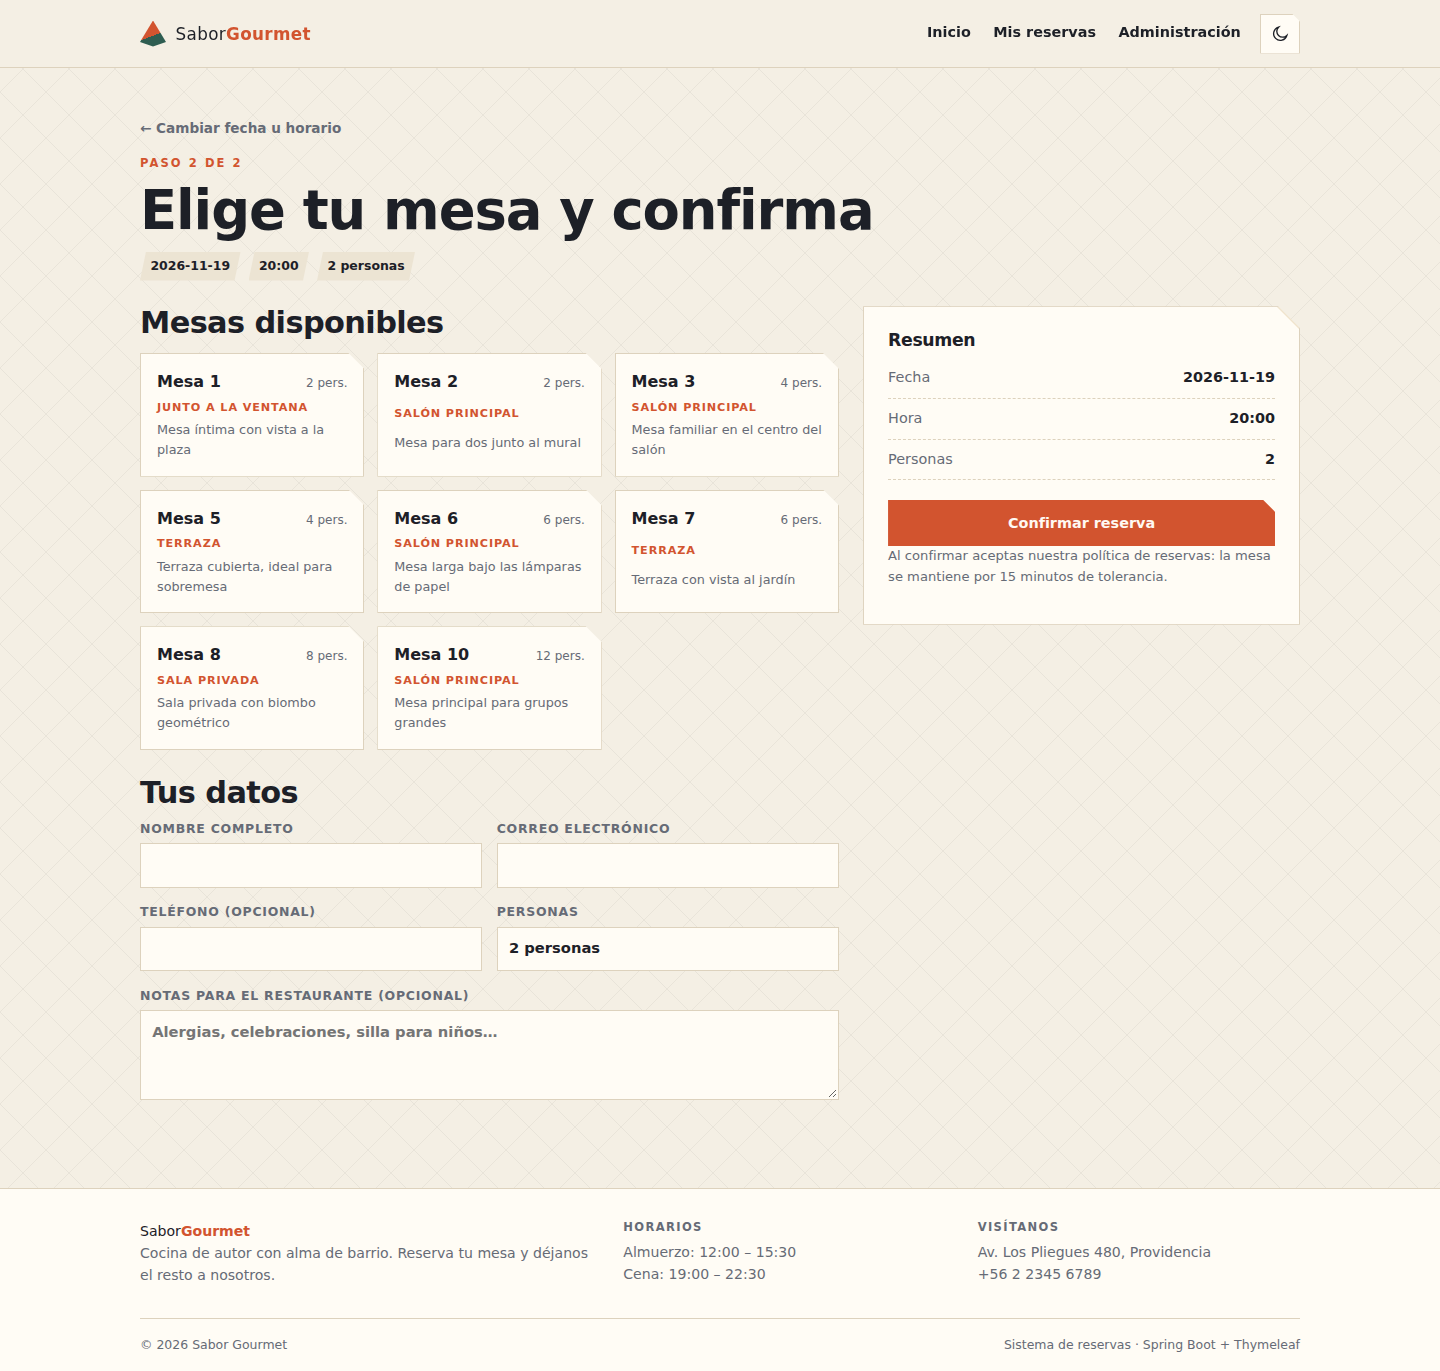 SaborGourmet
Inicio Mis reservas Administración
← Cambiar fecha u horario
PASO 2 DE 2
Elige tu mesa y confirma
2026-11-19 20:00 2 personas
Mesas disponibles
Mesa 1 2 pers.
JUNTO A LA VENTANA
Mesa íntima con vista a la
plaza
Mesa 2 2 pers.
SALÓN PRINCIPAL
Mesa para dos junto al mural
Mesa 3 4 pers.
SALÓN PRINCIPAL
Mesa familiar en el centro del
salón
Mesa 5 4 pers.
TERRAZA
Terraza cubierta, ideal para
sobremesa
Mesa 6 6 pers.
SALÓN PRINCIPAL
Mesa larga bajo las lámparas
de papel
Mesa 7 6 pers.
TERRAZA
Terraza con vista al jardín
Mesa 8 8 pers.
SALA PRIVADA
Sala privada con biombo
geométrico
Mesa 10 12 pers.
SALÓN PRINCIPAL
Mesa principal para grupos
grandes
Resumen
Fecha 2026-11-19
Hora 20:00
Personas 2
Confirmar reserva
Al confirmar aceptas nuestra política de reservas: la mesa
se mantiene por 15 minutos de tolerancia.
Tus datos
NOMBRE COMPLETO
CORREO ELECTRÓNICO
TELÉFONO (OPCIONAL)
PERSONAS
2 personas
NOTAS PARA EL RESTAURANTE (OPCIONAL)
Alergias, celebraciones, silla para niños…
SaborGourmet
Cocina de autor con alma de barrio. Reserva tu mesa y déjanos
el resto a nosotros.
HORARIOS
Almuerzo: 12:00 – 15:30
Cena: 19:00 – 22:30
VISÍTANOS
Av. Los Pliegues 480, Providencia
+56 2 2345 6789
© 2026 Sabor Gourmet
Sistema de reservas · Spring Boot + Thymeleaf